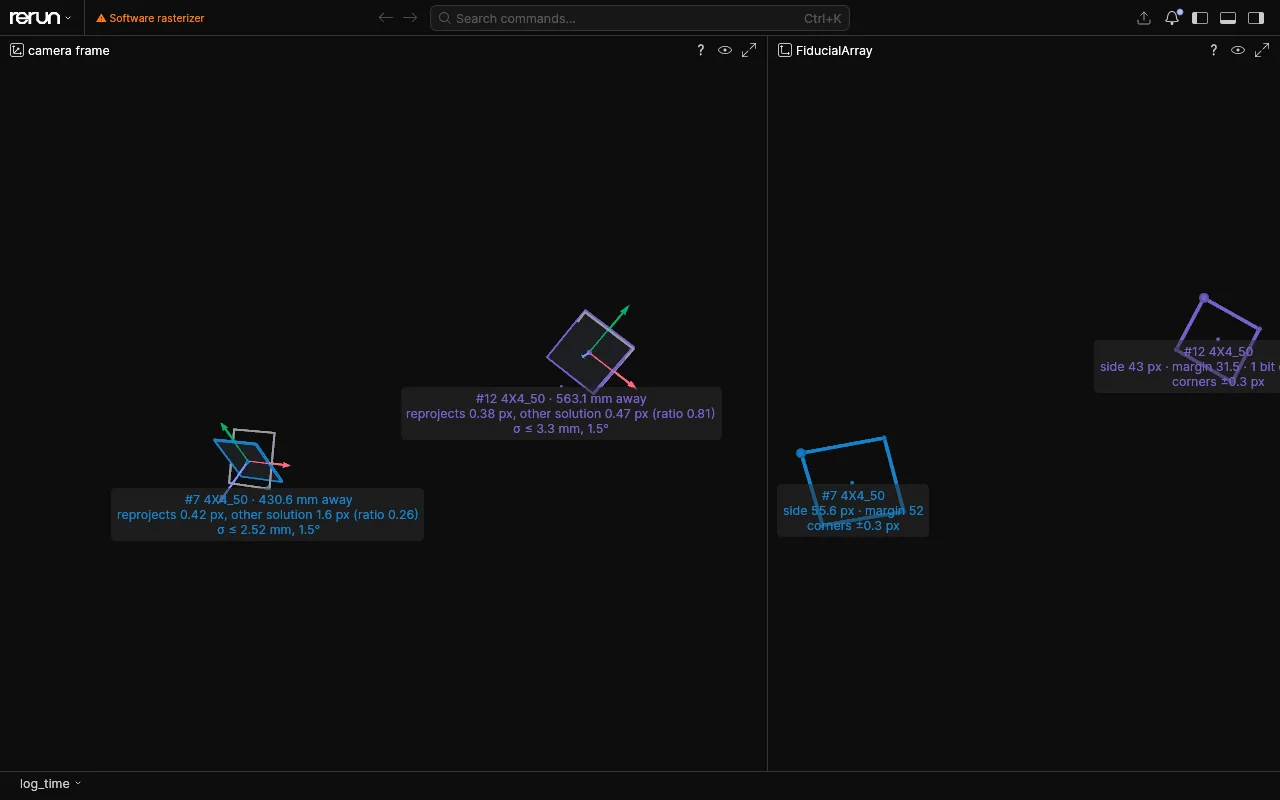 rerun
Software rasterizer
Search commands...
Ctrl+K
camera frame
?
FiducialArray
?
#12 4X4_50 · 563.1 mm away
reprojects 0.38 px, other solution 0.47 px (ratio 0.81)
σ ≤ 3.3 mm, 1.5°
#7 4X4_50 · 430.6 mm away
reprojects 0.42 px, other solution 1.6 px (ratio 0.26)
σ ≤ 2.52 mm, 1.5°
#12 4X4_50
side 43 px · margin 31.5 · 1 bit
corners ±0.3 px
#7 4X4_50
side 55.6 px · margin 52
corners ±0.3 px
log_time